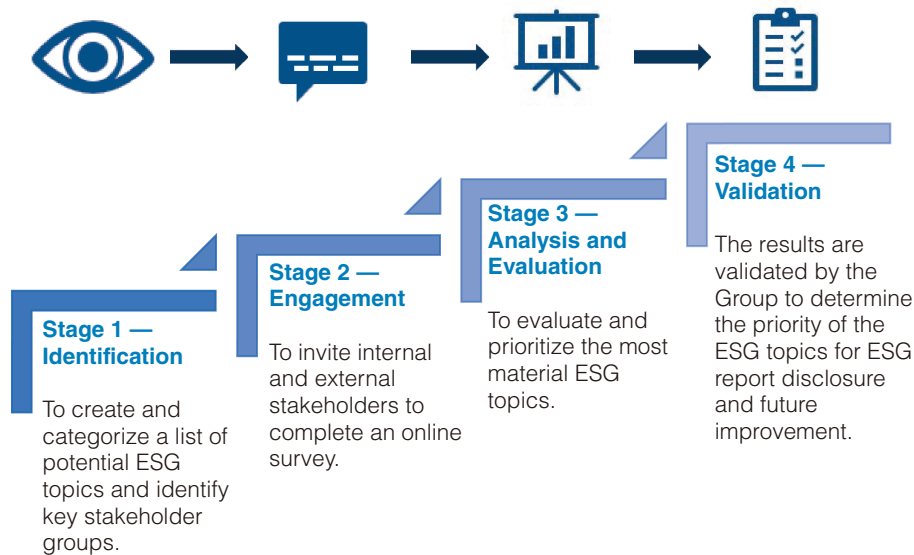 Stage 1 —
Identification
To create and
categorize a list of
potential ESG
topics and identify
key stakeholder
groups.
Stage 2 —
Engagement
To invite internal
and external
stakeholders to
complete an online
survey.
Stage 3 —
Analysis and
Evaluation
To evaluate and
prioritize the most
material ESG
topics.
Stage 4 —
Validation
The results are
validated by the
Group to determine
the priority of the
ESG topics for ESG
report disclosure
and future
improvement.